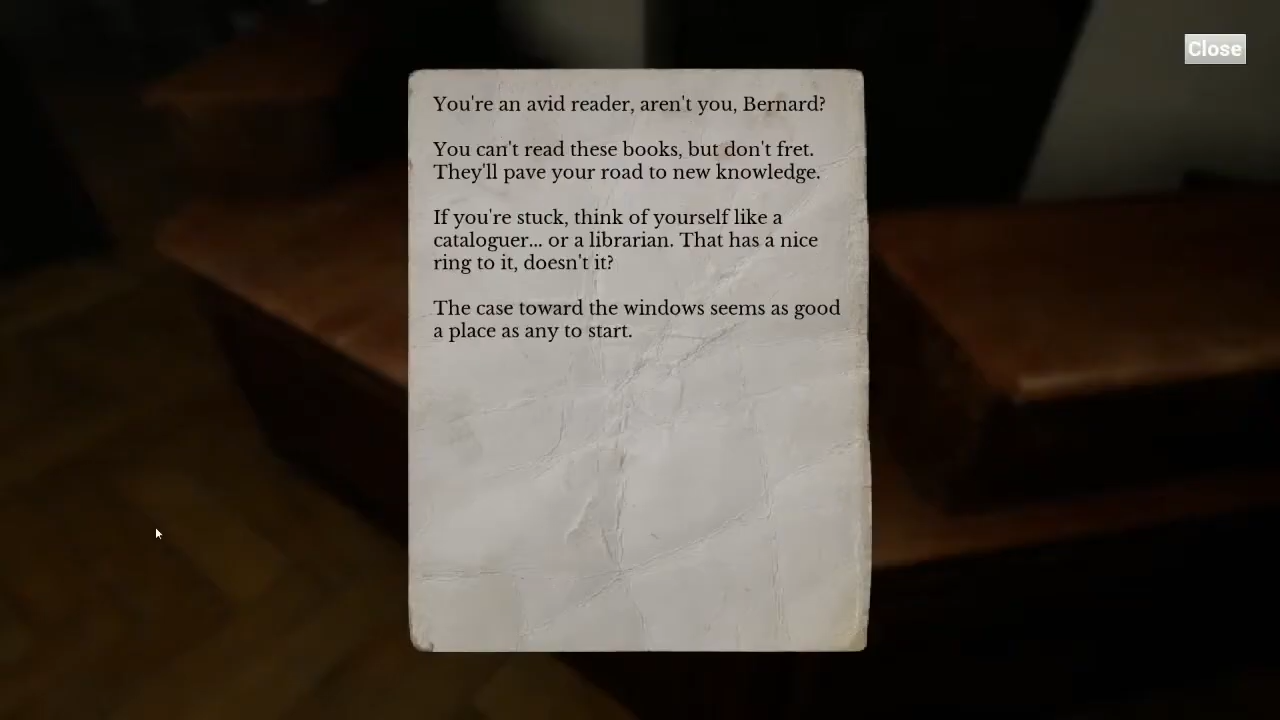 Close
You're an avid reader, aren't you, Bernard?
You can't read these books, but don't fret.
They'll pave your road to new knowledge.
If you're stuck, think of yourself like a
cataloguer... or a librarian. That has a nice
ring to it, doesn't it?
The case toward the windows seems as good
a place as any to start.